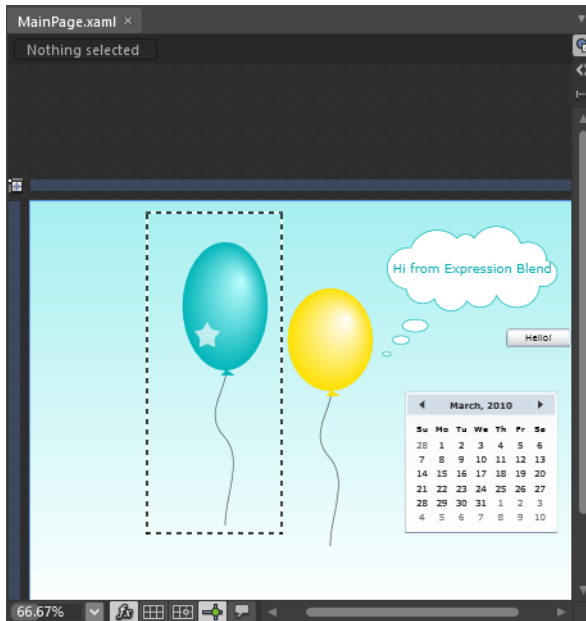 MainPage.xaml ×
Nothing selected
Hi from Expression Blend
Hello!
March, 2010
Su Mo Tu We Th Fr Sa
28 1 2 3 4 5 6
7 8 9 10 11 12 13
14 15 16 17 18 19 20
21 22 23 24 25 26 27
28 29 30 31 1 2 3
4 5 6 7 8 9 10
66.67%
fx